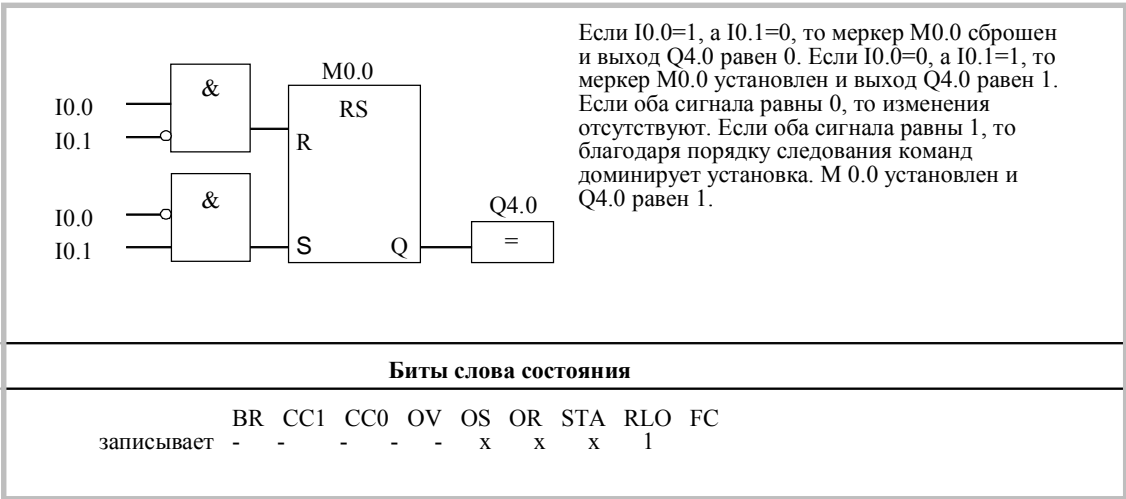 Если I0.0=1, а I0.1=0, то меркер M0.0 сброшен
и выход Q4.0 равен 0. Если I0.0=0, а I0.1=1, то
меркер M0.0 установлен и выход Q4.0 равен 1.
Если оба сигнала равны 0, то изменения
отсутствуют. Если оба сигнала равны 1, то
благодаря порядку следования команд
доминирует установка. М 0.0 установлен и
Q4.0 равен 1.
M0.0
&
RS
I0.0
I0.1
R
&
I0.0
I0.1
S
Q
Q4.0
=
Биты слова состояния
BR CC1 CC0 OV OS OR STA RLO FC
записывает - - - - - x x x 1